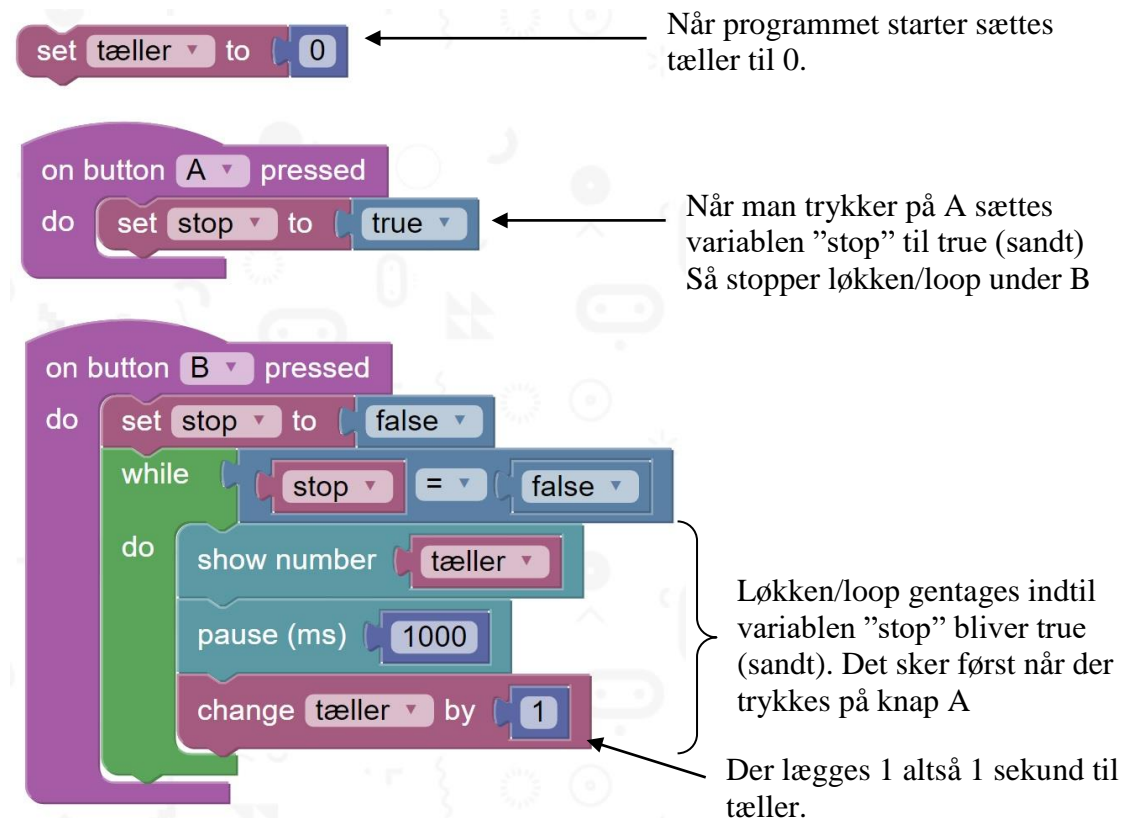 set tæller to 0
Når programmet starter sættes
tæller til 0.
on button A pressed
do set stop to true
Når man trykker på A sættes
variablen ”stop” til true (sandt)
Så stopper løkken/loop under B
on button B pressed
do set stop to false
while stop = false
do show number tæller
pause (ms) 1000
change tæller by 1
Løkken/loop gentages indtil
variablen ”stop” bliver true
(sandt). Det sker først når der
trykkes på knap A
Der lægges 1 altså 1 sekund til
tæller.